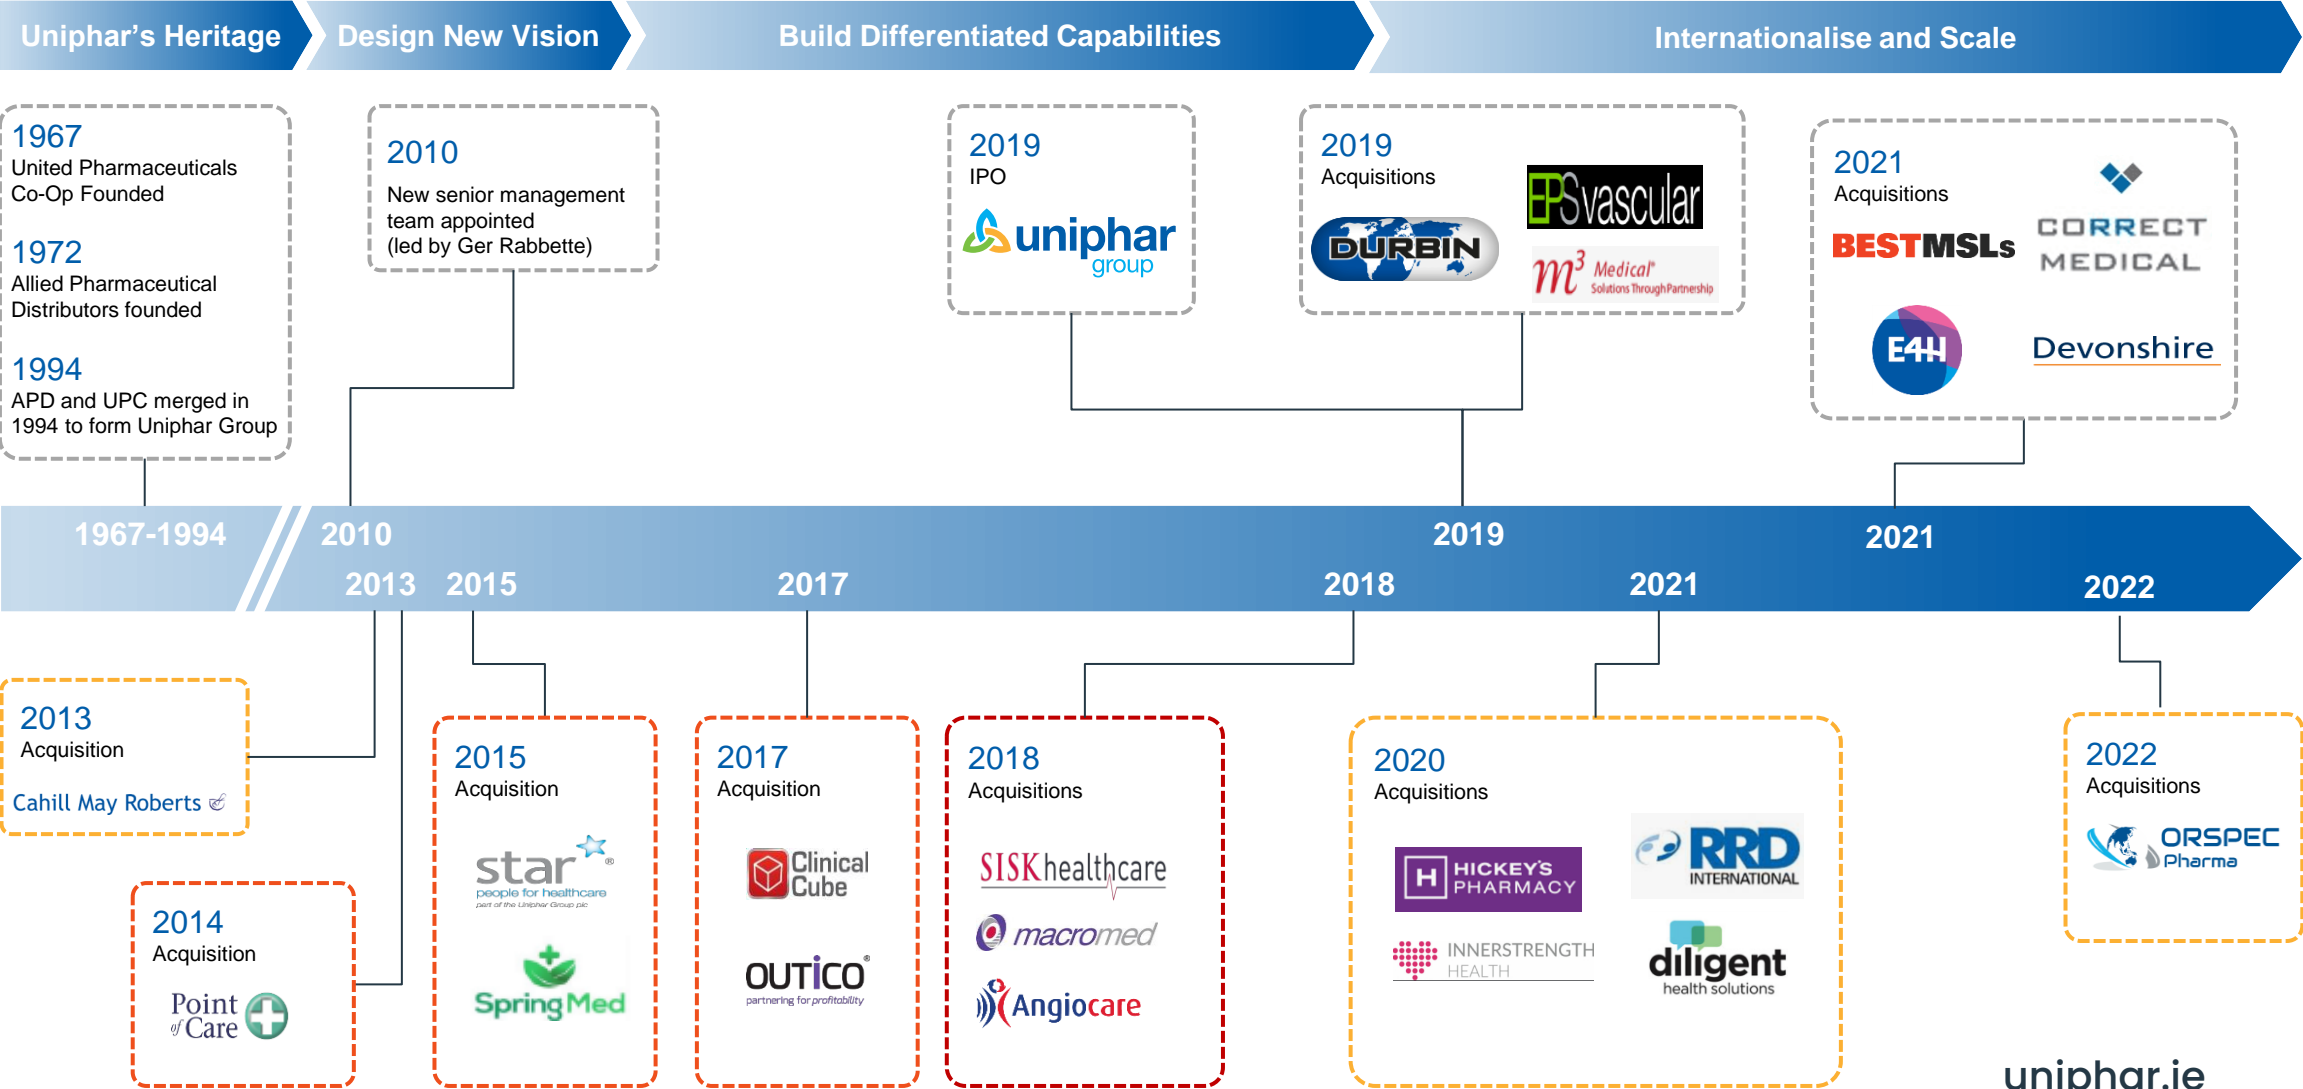 Uniphar's Heritage
Design New Vision
Build Differentiated Capabilities
Internationalise and Scale
1967
United Pharmaceuticals
Co-Op Founded
1972
Allied Pharmaceutical
Distributors founded
1994
APD and UPC merged in
1994 to form Uniphar Group
2010
New senior management
team appointed
(led by Ger Rabbette)
2019
IPO
uniphar
group
2019
Acquisitions
DURBIN
EPSvascular
m³ Medical®
Solutions Through Partnership
2021
Acquisitions
BESTMSLs
CORRECT
MEDICAL
E4H
Devonshire
1967-1994
2010
2019
2021
2013
2015
2017
2018
2021
2022
2013
Acquisition
Cahill May Roberts
2014
Acquisition
Point
of Care
2015
Acquisition
star ®
people for healthcare
part of the Uniphar Group plc
SpringMed
2017
Acquisition
Clinical
Cube
OUTiCO®
partnering for profitability
2018
Acquisitions
SISK healthcare
macromed
Angiocare
2020
Acquisitions
H HICKEY'S
PHARMACY
RRD
INTERNATIONAL
INNERSTRENGTH
HEALTH
diligent
health solutions
2022
Acquisitions
ORSPEC
Pharma
uniphar.ie